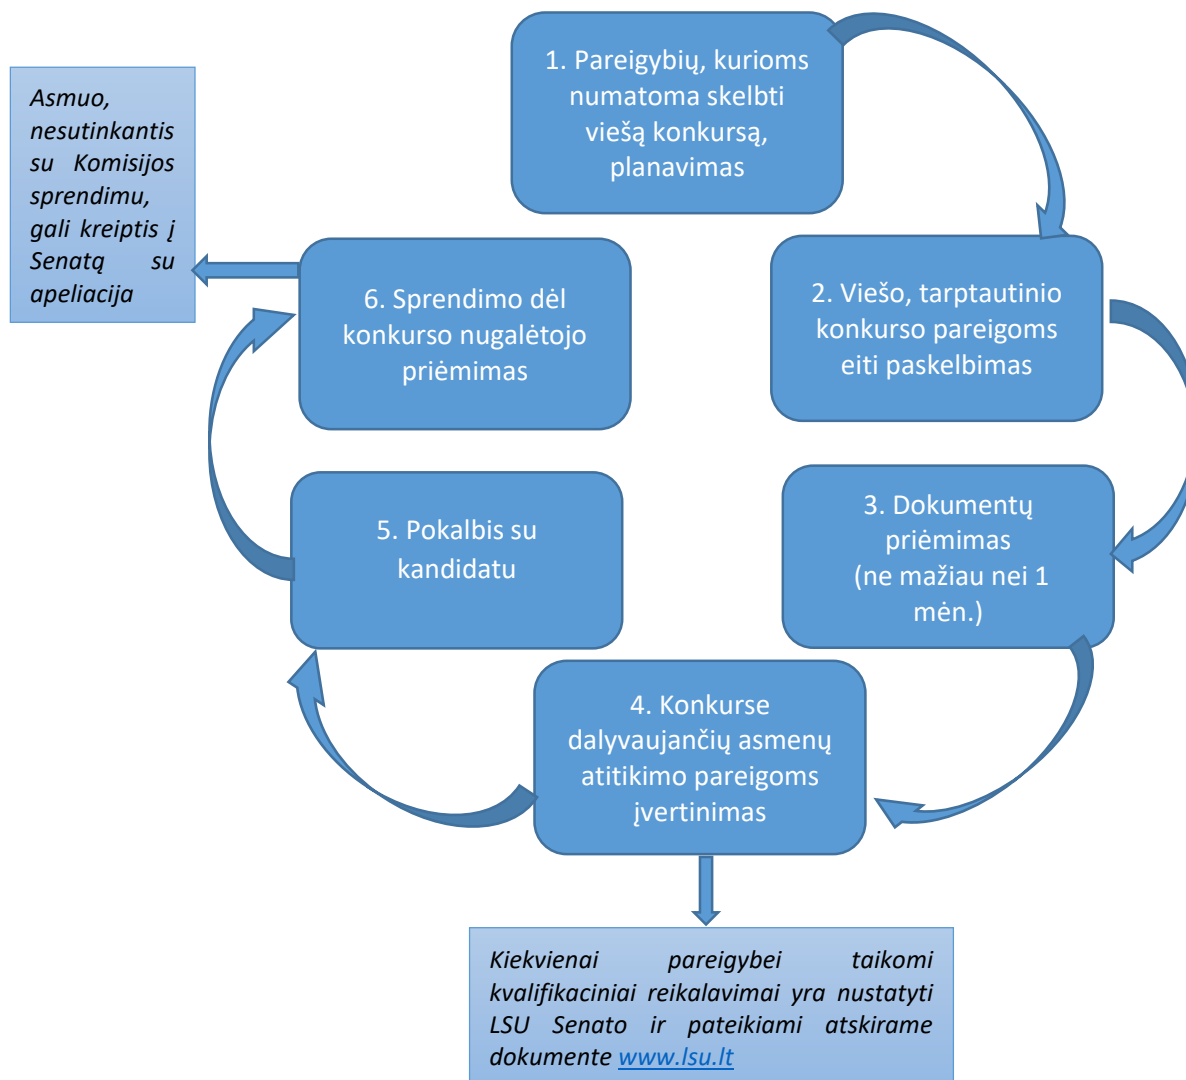 1. Pareigybių, kurioms
numatoma skelbti
viešą konkursą,
planavimas
Asmuo,
nesutinkantis
su Komisijos
sprendimu,
gali kreiptis į
Senatą su
apeliacija
2. Viešo, tarptautinio
konkurso pareigoms
eiti paskelbimas
6. Sprendimo dėl
konkurso nugalėtojo
priėmimas
3. Dokumentų
priėmimas
(ne mažiau nei 1
mėn.)
5. Pokalbis su
kandidatu
4. Konkurse
dalyvaujančių asmenų
atitikimo pareigoms
įvertinimas
Kiekvienai pareigybei taikomi
kvalifikaciniai reikalavimai yra nustatyti
LSU Senato ir pateikiami atskirame
dokumente www.lsu.lt